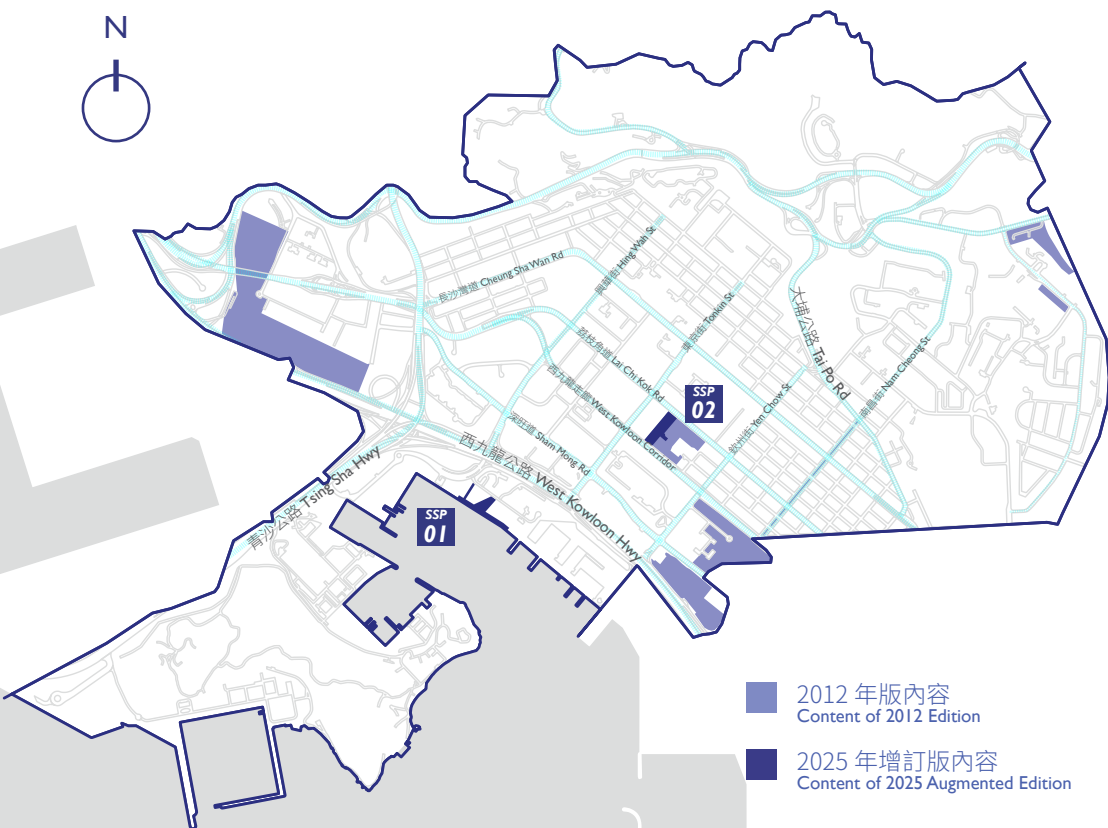 N
長沙灣道 Cheung Sha Wan Rd
興華街 Hing Wah St
大埔公路 Tai Po Rd
東京街 Tonkin St
荔枝角道 Lai Chi Kok Rd
南昌街 Nam Cheong St
西九龍走廊 West Kowloon Corridor
欽州街 Yen Chow St
SSP
02
深旺道 Sham Mong Rd
西九龍公路 West Kowloon Hwy
青沙公路 Tsing Sha Hwy
SSP
01
2012 年版內容
Content of 2012 Edition
2025 年增訂版內容
Content of 2025 Augmented Edition